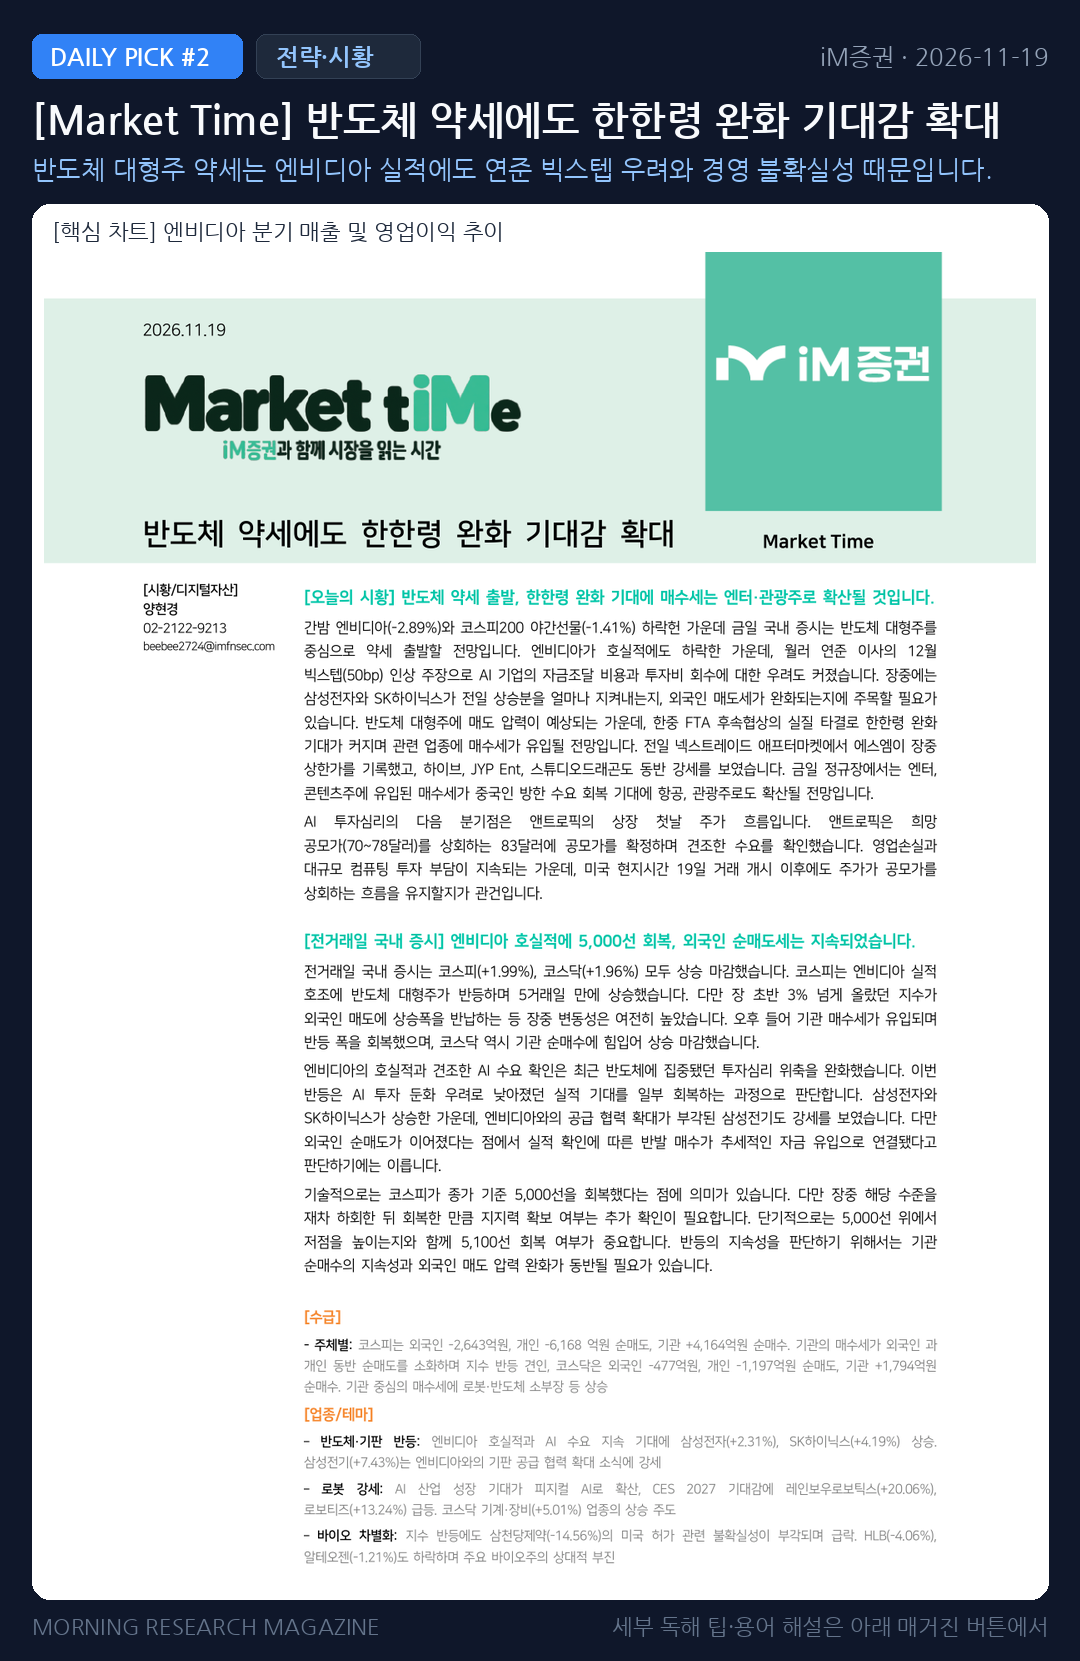 DAILY PICK #2
전략·시황
iM증권 · 2026-11-19
[Market Time] 반도체 약세에도 한한령 완화 기대감 확대
반도체 대형주 약세는 엔비디아 실적에도 연준 빅스텝 우려와 경영 불확실성 때문입니다.
[핵심 차트] 엔비디아 분기 매출 및 영업이익 추이
2026.11.19
Market tiMe
iM증권과 함께 시장을 읽는 시간
iM증권
반도체 약세에도 한한령 완화 기대감 확대
Market Time
[시황/디지털자산]
양현경
02-2122-9213
beebee2724@imfnsec.com
[오늘의 시황] 반도체 약세 출발, 한한령 완화 기대에 매수세는 엔터·관광주로 확산될 것입니다.
간밤 엔비디아(-2.89%)와 코스피200 야간선물(-1.41%) 하락헌 가운데 금일 국내 증시는 반도체 대형주를
중심으로 약세 출발할 전망입니다. 엔비디아가 호실적에도 하락한 가운데, 월러 연준 이사의 12월
빅스텝(50bp) 인상 주장으로 AI 기업의 자금조달 비용과 투자비 회수에 대한 우려도 커졌습니다. 장중에는
삼성전자와 SK하이닉스가 전일 상승분을 얼마나 지켜내는지, 외국인 매도세가 완화되는지에 주목할 필요가
있습니다. 반도체 대형주에 매도 압력이 예상되는 가운데, 한중 FTA 후속협상의 실질 타결로 한한령 완화
기대가 커지며 관련 업종에 매수세가 유입될 전망입니다. 전일 넥스트레이드 애프터마켓에서 에스엠이 장중
상한가를 기록했고, 하이브, JYP Ent, 스튜디오드래곤도 동반 강세를 보였습니다. 금일 정규장에서는 엔터,
콘텐츠주에 유입된 매수세가 중국인 방한 수요 회복 기대에 항공, 관광주로도 확산될 전망입니다.
AI 투자심리의 다음 분기점은 앤트로픽의 상장 첫날 주가 흐름입니다. 앤트로픽은 희망
공모가(70~78달러)를 상회하는 83달러에 공모가를 확정하며 견조한 수요를 확인했습니다. 영업손실과
대규모 컴퓨팅 투자 부담이 지속되는 가운데, 미국 현지시간 19일 거래 개시 이후에도 주가가 공모가를
상회하는 흐름을 유지할지가 관건입니다.
[전거래일 국내 증시] 엔비디아 호실적에 5,000선 회복, 외국인 순매도세는 지속되었습니다.
전거래일 국내 증시는 코스피(+1.99%), 코스닥(+1.96%) 모두 상승 마감했습니다. 코스피는 엔비디아 실적
호조에 반도체 대형주가 반등하며 5거래일 만에 상승했습니다. 다만 장 초반 3% 넘게 올랐던 지수가
외국인 매도에 상승폭을 반납하는 등 장중 변동성은 여전히 높았습니다. 오후 들어 기관 매수세가 유입되며
반등 폭을 회복했으며, 코스닥 역시 기관 순매수에 힘입어 상승 마감했습니다.
엔비디아의 호실적과 견조한 AI 수요 확인은 최근 반도체에 집중됐던 투자심리 위축을 완화했습니다. 이번
반등은 AI 투자 둔화 우려로 낮아졌던 실적 기대를 일부 회복하는 과정으로 판단합니다. 삼성전자와
SK하이닉스가 상승한 가운데, 엔비디아와의 공급 협력 확대가 부각된 삼성전기도 강세를 보였습니다. 다만
외국인 순매도가 이어졌다는 점에서 실적 확인에 따른 반발 매수가 추세적인 자금 유입으로 연결됐다고
판단하기에는 이릅니다.
기술적으로는 코스피가 종가 기준 5,000선을 회복했다는 점에 의미가 있습니다. 다만 장중 해당 수준을
재차 하회한 뒤 회복한 만큼 지지력 확보 여부는 추가 확인이 필요합니다. 단기적으로는 5,000선 위에서
저점을 높이는지와 함께 5,100선 회복 여부가 중요합니다. 반등의 지속성을 판단하기 위해서는 기관
순매수의 지속성과 외국인 매도 압력 완화가 동반될 필요가 있습니다.
[수급]
- 주체별: 코스피는 외국인 -2,643억원, 개인 -6,168 억원 순매도, 기관 +4,164억원 순매수. 기관의 매수세가 외국인 과
개인 동반 순매도를 소화하며 지수 반등 견인, 코스닥은 외국인 -477억원, 개인 -1,197억원 순매도, 기관 +1,794억원
순매수. 기관 중심의 매수세에 로봇·반도체 소부장 등 상승
[업종/테마]
- 반도체·기판 반등: 엔비디아 호실적과 AI 수요 지속 기대에 삼성전자(+2.31%), SK하이닉스(+4.19%) 상승.
삼성전기(+7.43%)는 엔비디아와의 기판 공급 협력 확대 소식에 강세
- 로봇 강세: AI 산업 성장 기대가 피지컬 AI로 확산, CES 2027 기대감에 레인보우로보틱스(+20.06%),
로보티즈(+13.24%) 급등. 코스닥 기계·장비(+5.01%) 업종의 상승 주도
- 바이오 차별화: 지수 반등에도 삼천당제약(-14.56%)의 미국 허가 관련 불확실성이 부각되며 급락. HLB(-4.06%),
알테오젠(-1.21%)도 하락하며 주요 바이오주의 상대적 부진
MORNING RESEARCH MAGAZINE
세부 독해 팁·용어 해설은 아래 매거진 버튼에서